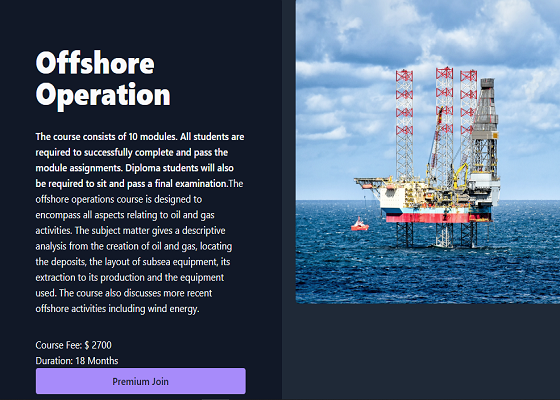 Offshore
Operation
The course consists of 10 modules. All students are
required to successfully complete and pass the
module assignments. Diploma students will also
be required to sit and pass a final examination.The
offshore operations course is designed to
encompass all aspects relating to oil and gas
activities. The subject matter gives a descriptive
analysis from the creation of oil and gas, locating
the deposits, the layout of subsea equipment, its
extraction to its production and the equipment
used. The course also discusses more recent
offshore activities including wind energy.
Course Fee: $ 2700
Duration: 18 Months
Premium Join